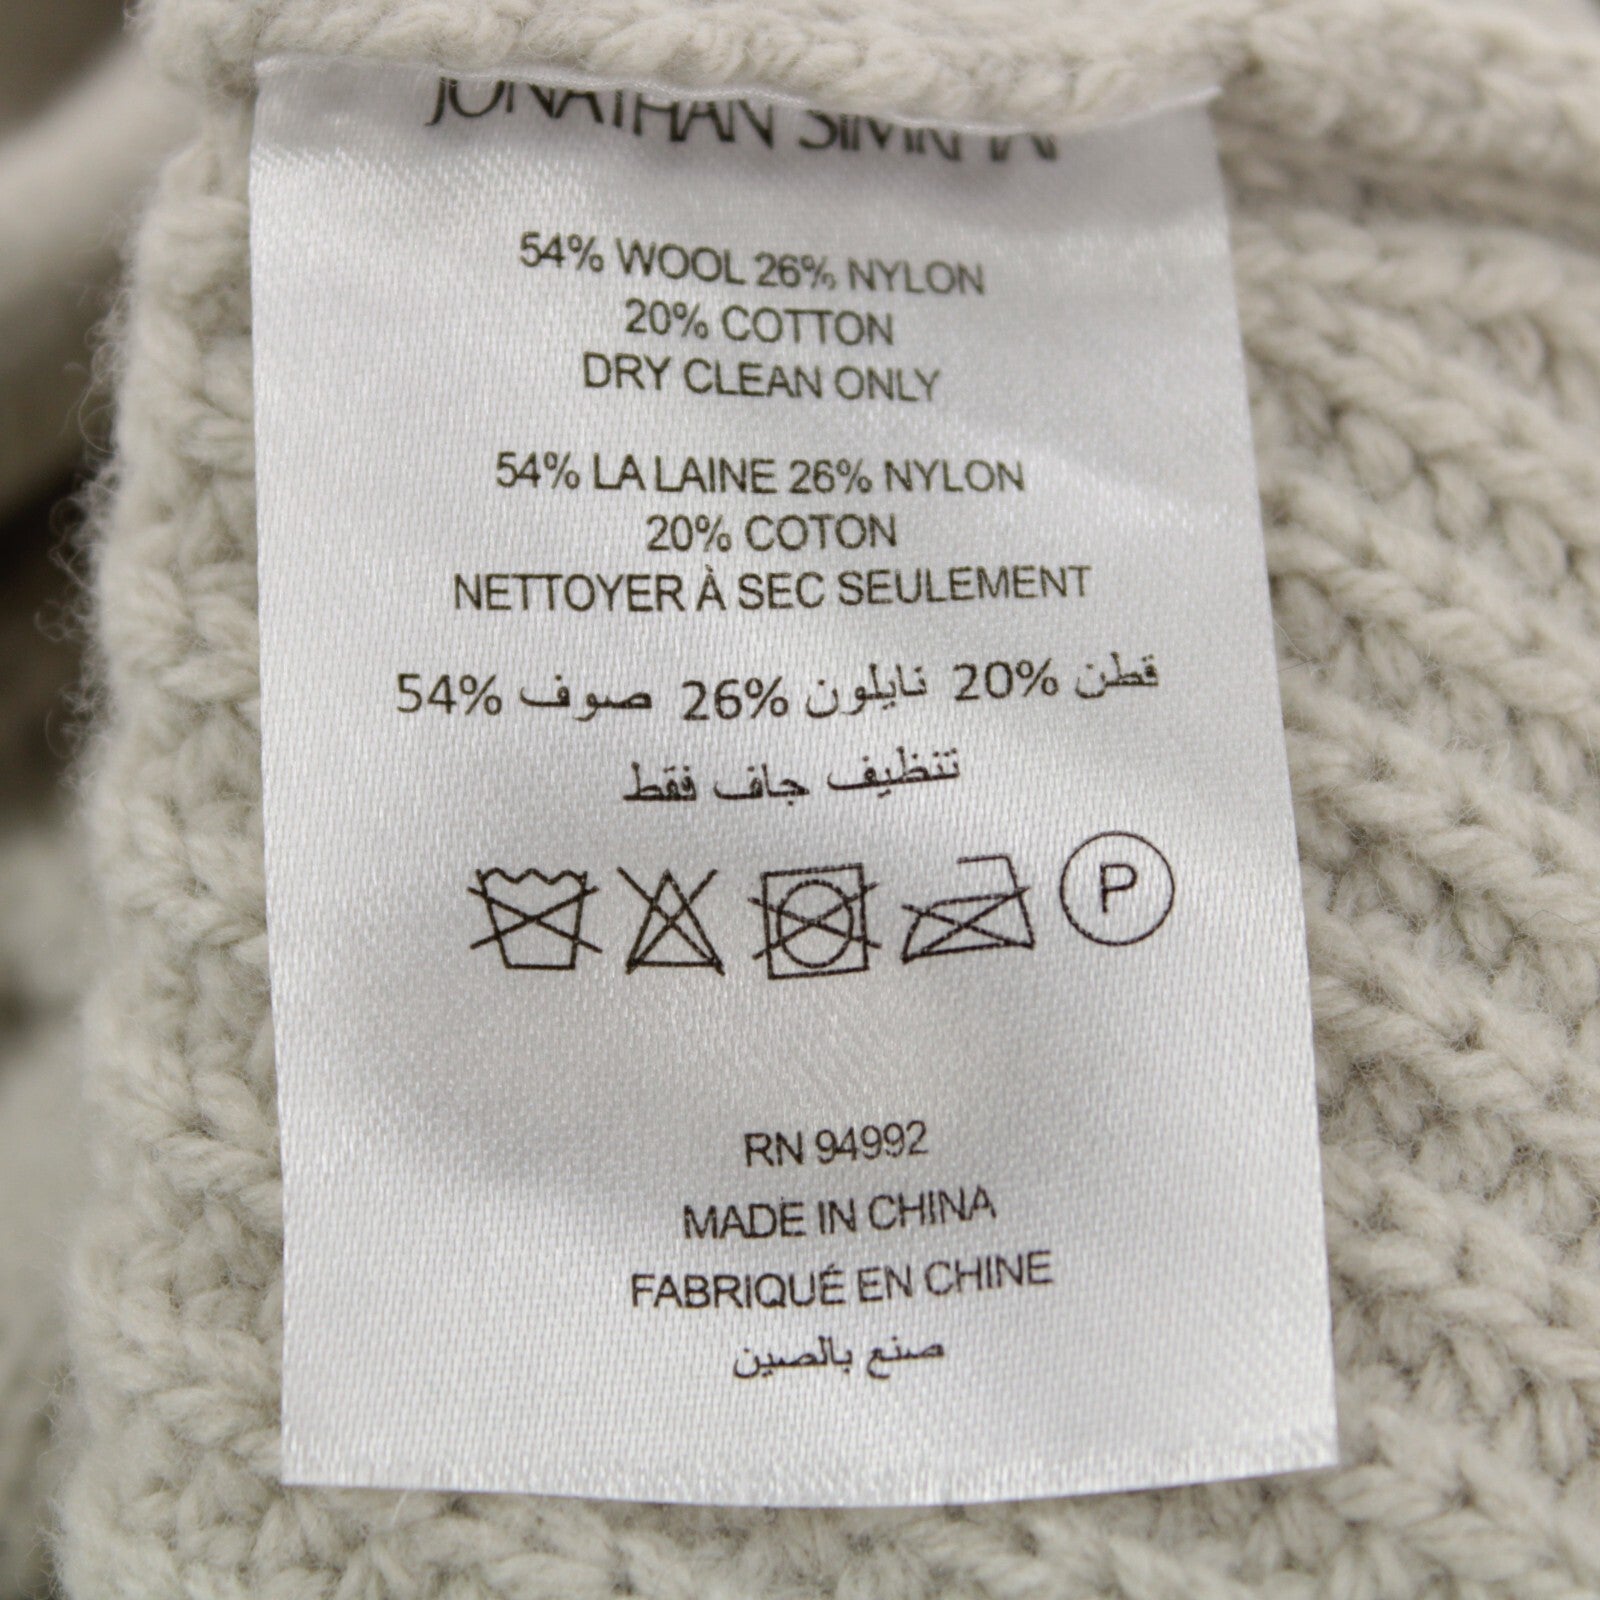 JONATHAN SIMKHAI
54% WOOL 26% NYLON
20% COTTON
DRY CLEAN ONLY
54% LA LAINE 26% NYLON
20% COTON
NETTOYER À SEC SEULEMENT
54% صوف 26% نايلون 20% قطن
تنظيف جاف فقط
P
RN 94992
MADE IN CHINA
FABRIQUÉ EN CHINE
صنع بالصين